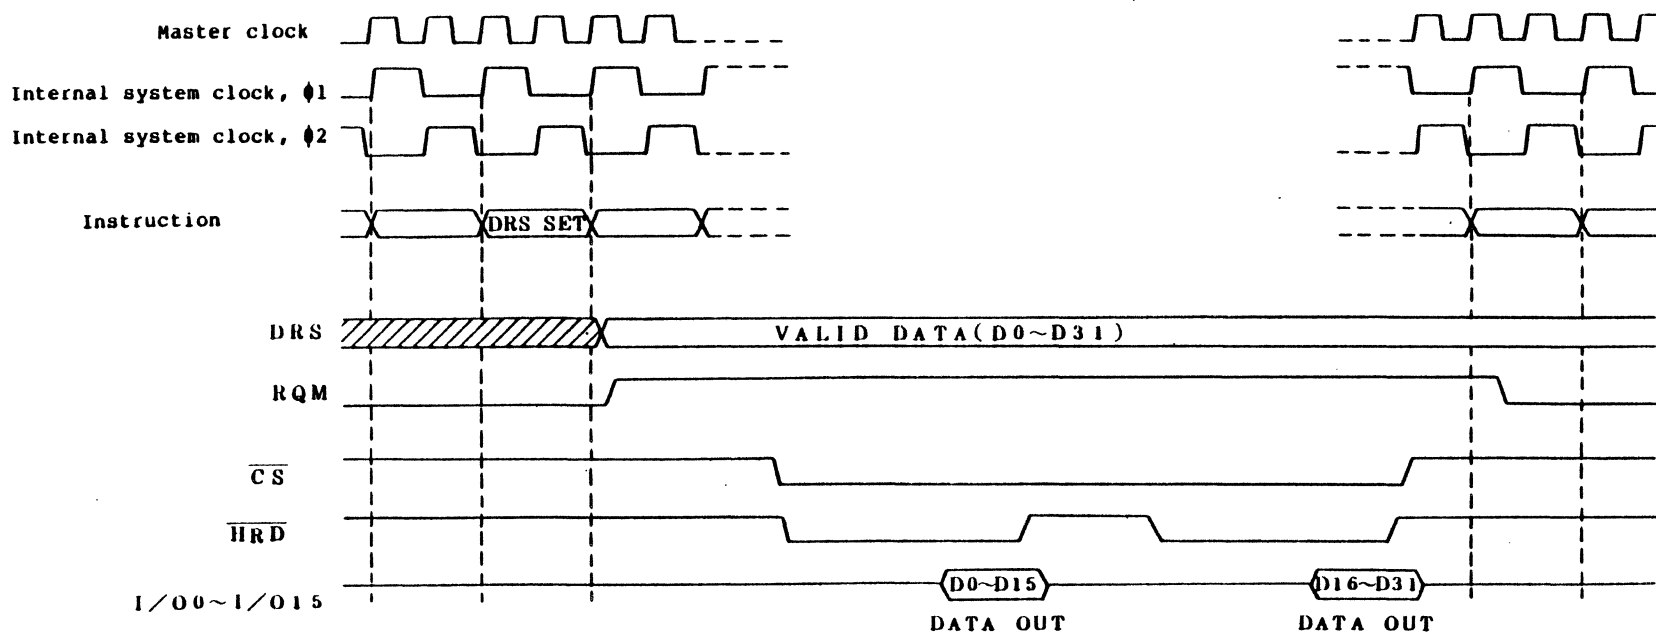 Master clock
Internal system clock, ϕ1
Internal system clock, ϕ2
Instruction
DRS SET
DRS
VALID DATA(D0~D31)
RQM
CS
HRD
I/O0~I/O15
D0~D15
D16~D31
DATA OUT
DATA OUT